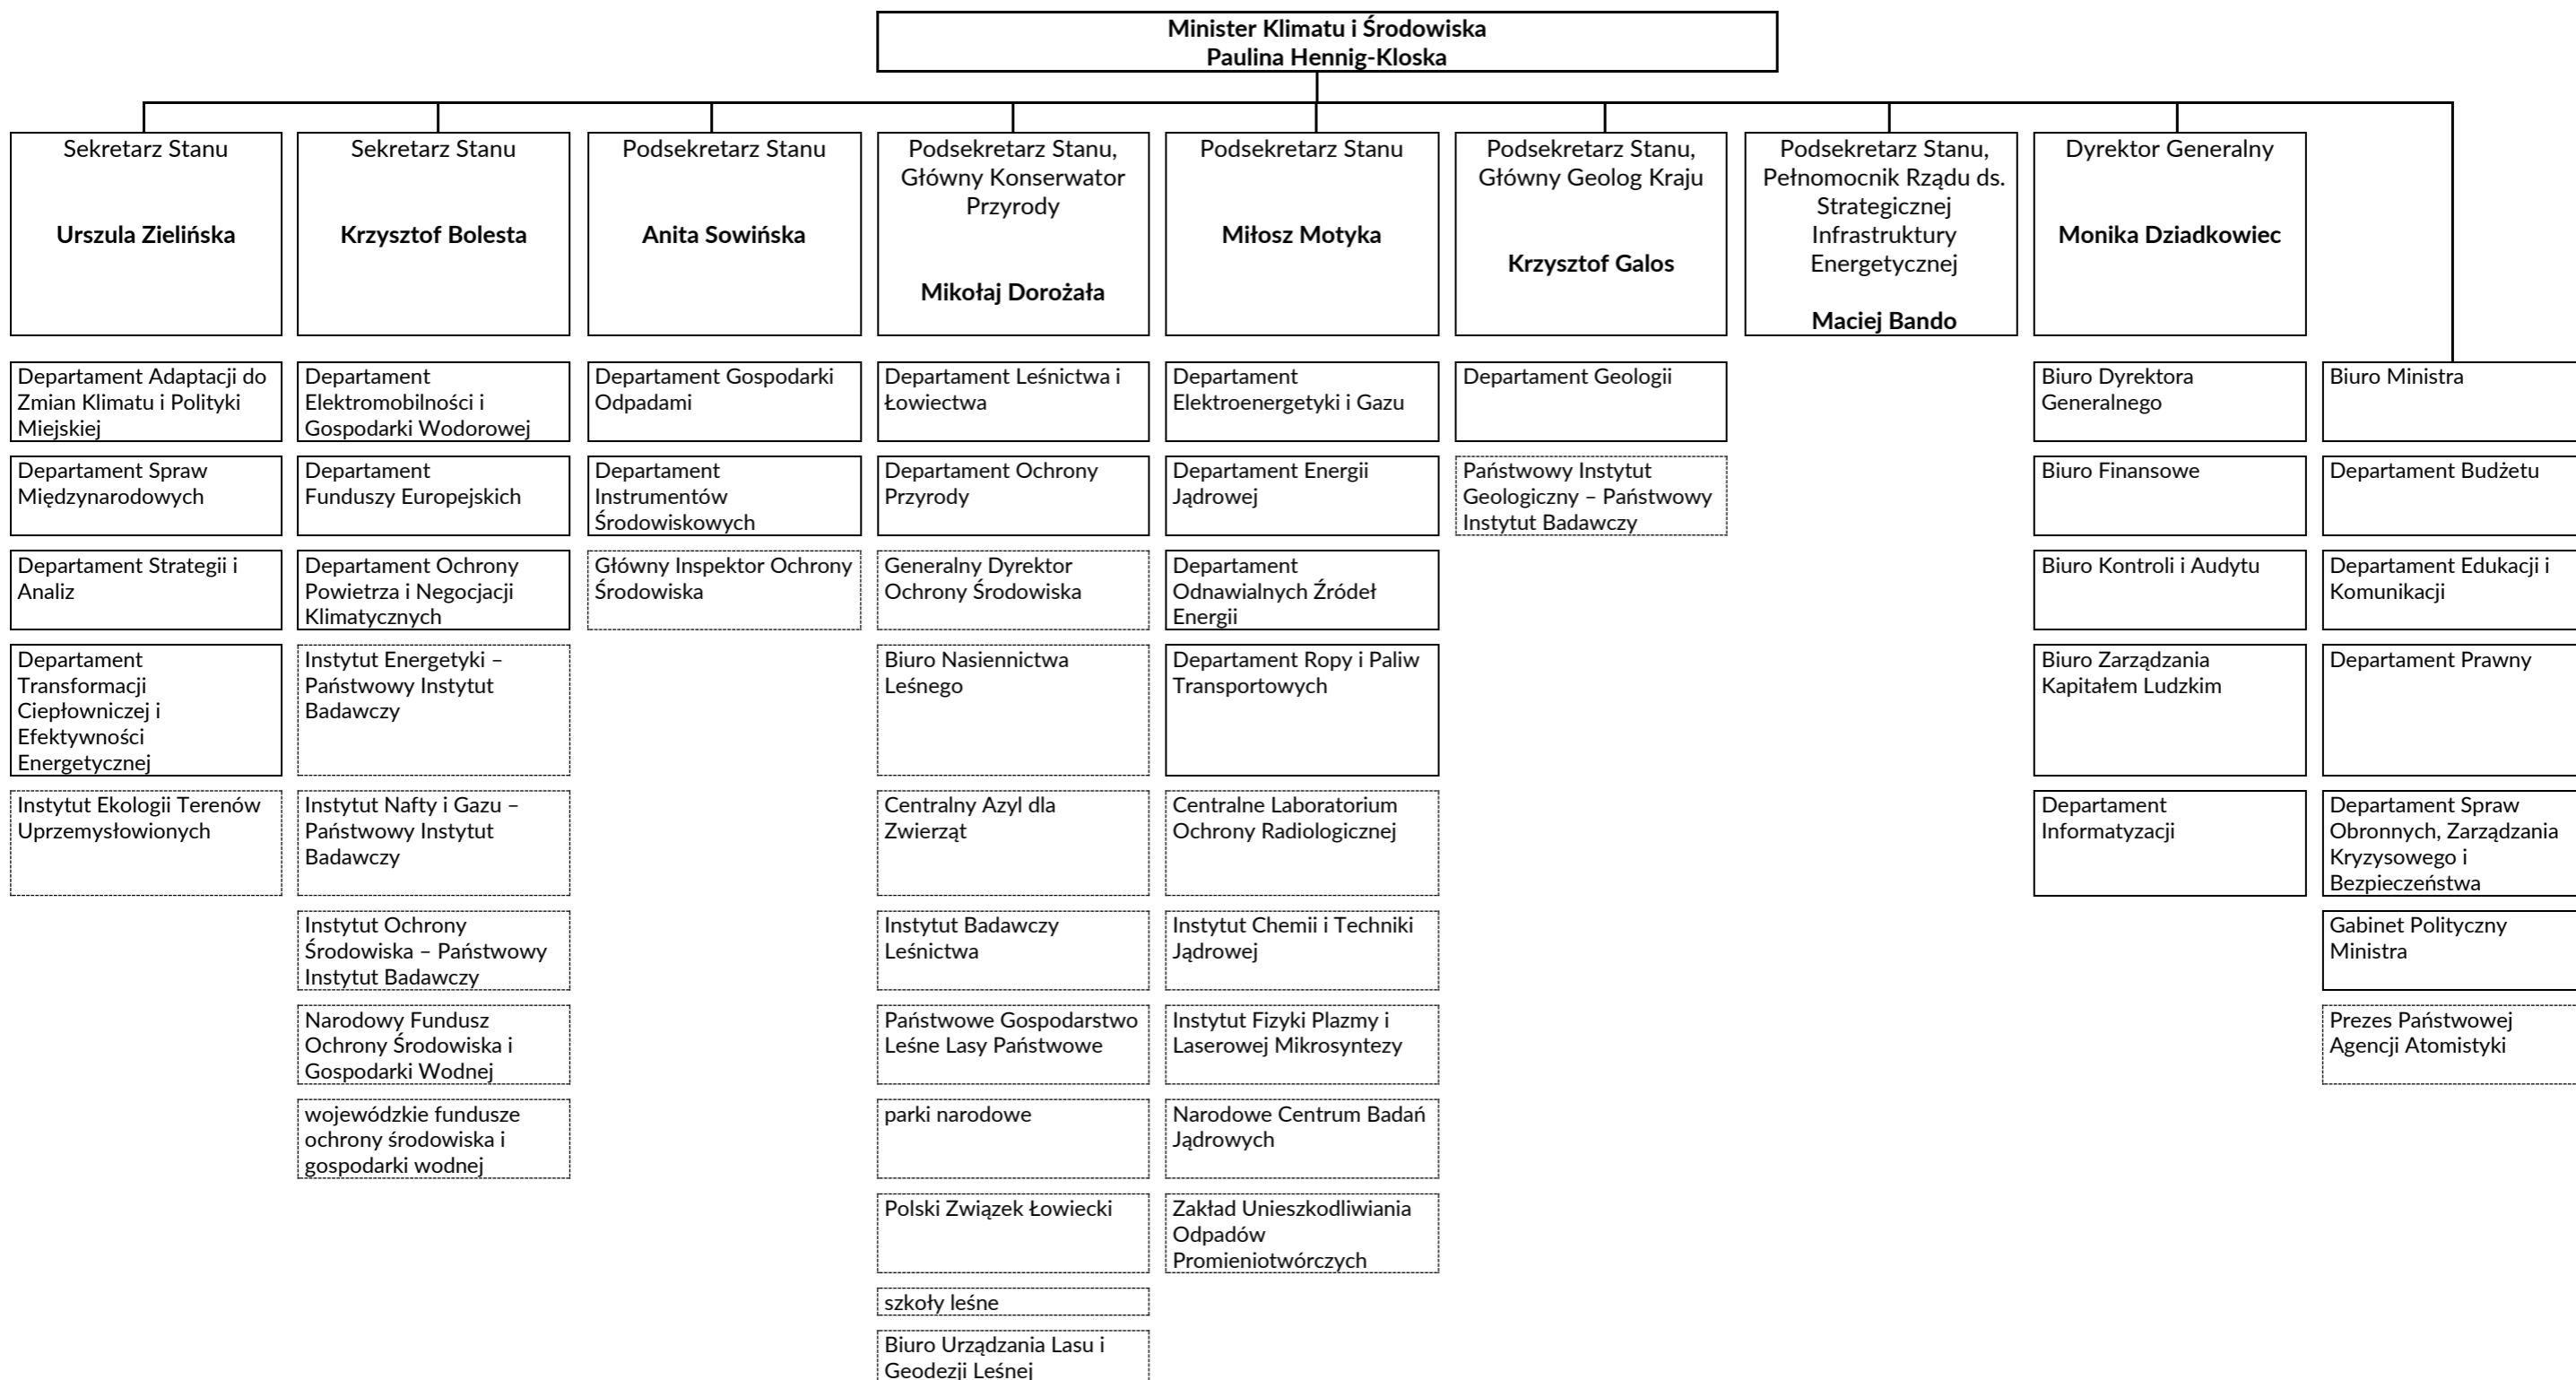 Minister Klimatu i Środowiska
Paulina Hennig-Kloska
Sekretarz Stanu
Urszula Zielińska
Sekretarz Stanu
Krzysztof Bolesta
Podsekretarz Stanu
Anita Sowińska
Podsekretarz Stanu,
Główny Konserwator
Przyrody
Mikołaj Dorożała
Podsekretarz Stanu
Miłosz Motyka
Podsekretarz Stanu,
Główny Geolog Kraju
Krzysztof Galos
Podsekretarz Stanu,
Pełnomocnik Rządu ds.
Strategicznej
Infrastruktury
Energetycznej
Maciej Bando
Dyrektor Generalny
Monika Dziadkowiec
Departament Adaptacji do
Zmian Klimatu i Polityki
Miejskiej
Departament Spraw
Międzynarodowych
Departament Strategii i
Analiz
Departament
Transformacji
Ciepłowniczej i
Efektywności
Energetycznej
Instytut Ekologii Terenów
Uprzemysłowionych
Departament
Elektromobilności i
Gospodarki Wodorowej
Departament
Funduszy Europejskich
Departament Ochrony
Powietrza i Negocjacji
Klimatycznych
Instytut Energetyki –
Państwowy Instytut
Badawczy
Instytut Nafty i Gazu –
Państwowy Instytut
Badawczy
Instytut Ochrony
Środowiska – Państwowy
Instytut Badawczy
Narodowy Fundusz
Ochrony Środowiska i
Gospodarki Wodnej
wojewódzkie fundusze
ochrony środowiska i
gospodarki wodnej
Departament Gospodarki
Odpadami
Departament
Instrumentów
Środowiskowych
Główny Inspektor Ochrony
Środowiska
Departament Leśnictwa i
Łowiectwa
Departament Ochrony
Przyrody
Generalny Dyrektor
Ochrony Środowiska
Biuro Nasiennictwa
Leśnego
Centralny Azyl dla
Zwierząt
Instytut Badawczy
Leśnictwa
Państwowe Gospodarstwo
Leśne Lasy Państwowe
parki narodowe
Polski Związek Łowiecki
szkoły leśne
Biuro Urządzania Lasu i
Geodezji Leśnej
Departament
Elektroenergetyki i Gazu
Departament Energii
Jądrowej
Departament
Odnawialnych Źródeł
Energii
Departament Ropy i Paliw
Transportowych
Centralne Laboratorium
Ochrony Radiologicznej
Instytut Chemii i Techniki
Jądrowej
Instytut Fizyki Plazmy i
Laserowej Mikrosyntezy
Narodowe Centrum Badań
Jądrowych
Zakład Unieszkodliwiania
Odpadów
Promieniotwórczych
Departament Geologii
Państwowy Instytut
Geologiczny – Państwowy
Instytut Badawczy
Biuro Dyrektora
Generalnego
Biuro Finansowe
Biuro Kontroli i Audytu
Biuro Zarządzania
Kapitałem Ludzkim
Departament
Informatyzacji
Biuro Ministra
Departament Budżetu
Departament Edukacji i
Komunikacji
Departament Prawny
Departament Spraw
Obronnych, Zarządzania
Kryzysowego i
Bezpieczeństwa
Gabinet Polityczny
Ministra
Prezes Państwowej
Agencji Atomistyki